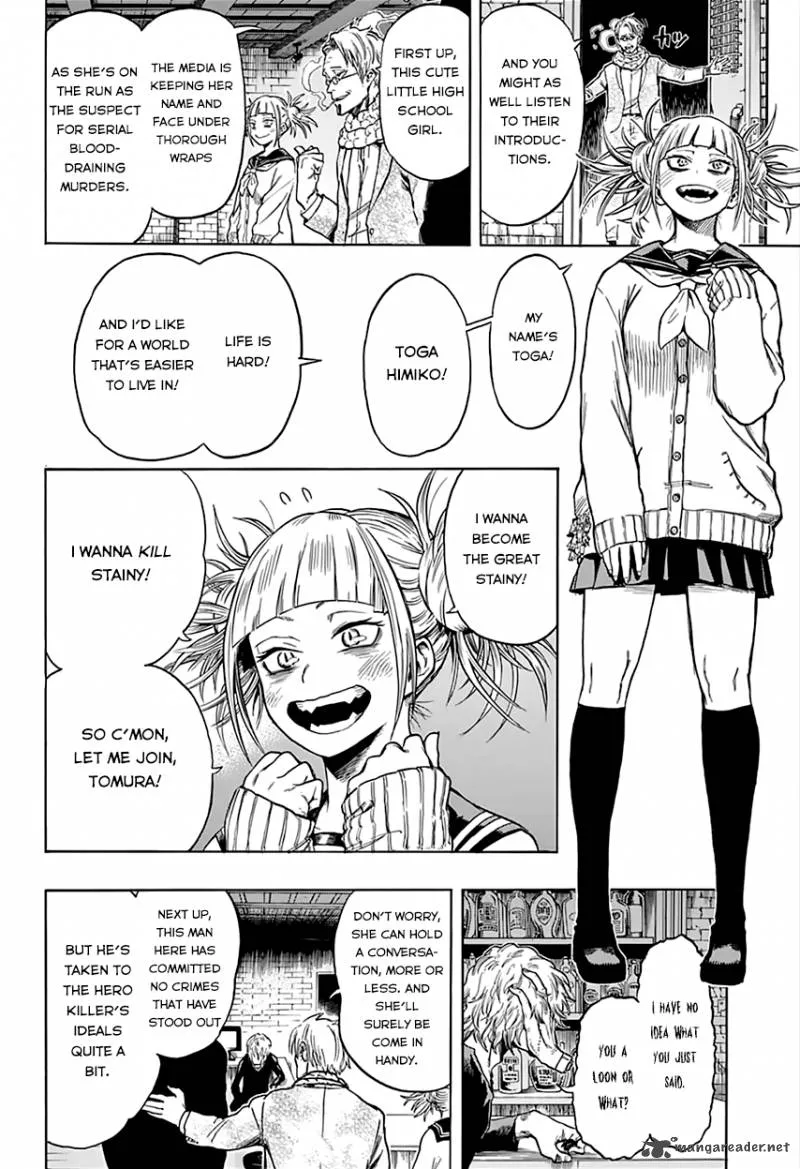 AND YOU
MIGHT AS
WELL LISTEN
TO THEIR
INTRODUC-
TIONS.
カッ
FIRST UP,
THIS CUTE
LITTLE HIGH
SCHOOL
GIRL.
THE MEDIA IS
KEEPING HER
NAME AND
FACE UNDER
THOROUGH
WRAPS
AS SHE'S ON
THE RUN AS
THE SUSPECT
FOR SERIAL
BLOOD-
DRAINING
MURDERS.
MY
NAME'S
TOGA!
TOGA
HIMIKO!
LIFE IS
HARD!
AND I'D LIKE
FOR A WORLD
THAT'S EASIER
TO LIVE IN!
I WANNA
BECOME
THE GREAT
STAINY!
I WANNA KILL
STAINY!
SO C'MON,
LET ME JOIN,
TOMURA!
I HAVE NO
IDEA WHAT
YOU JUST
SAID.
YOU A
LOON OR
WHAT?
DON'T WORRY,
SHE CAN HOLD
A CONVERSA-
TION, MORE OR
LESS. AND
SHE'LL
SURELY BE
COME IN
HANDY.
NEXT UP,
THIS MAN
HERE HAS
COMMITTED
NO CRIMES
THAT HAVE
STOOD OUT
BUT HE'S
TAKEN TO
THE HERO
KILLER'S
IDEALS
QUITE A
BIT.
mangareader.net